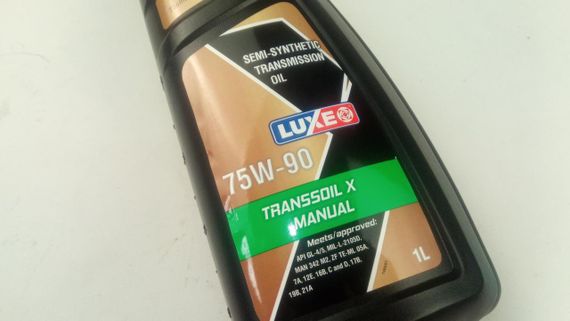 SEMI-SYNTHETIC
TRANSMISSION
OIL
LUXE
75W-90
TRANSSOIL X
MANUAL
Meets/approved:
API GL-4/5, MIL-L-2105D,
MAN 342 M2, ZF TE-ML 05A,
7A, 12E, 16B, C and D, 17B,
19B, 21A
1L